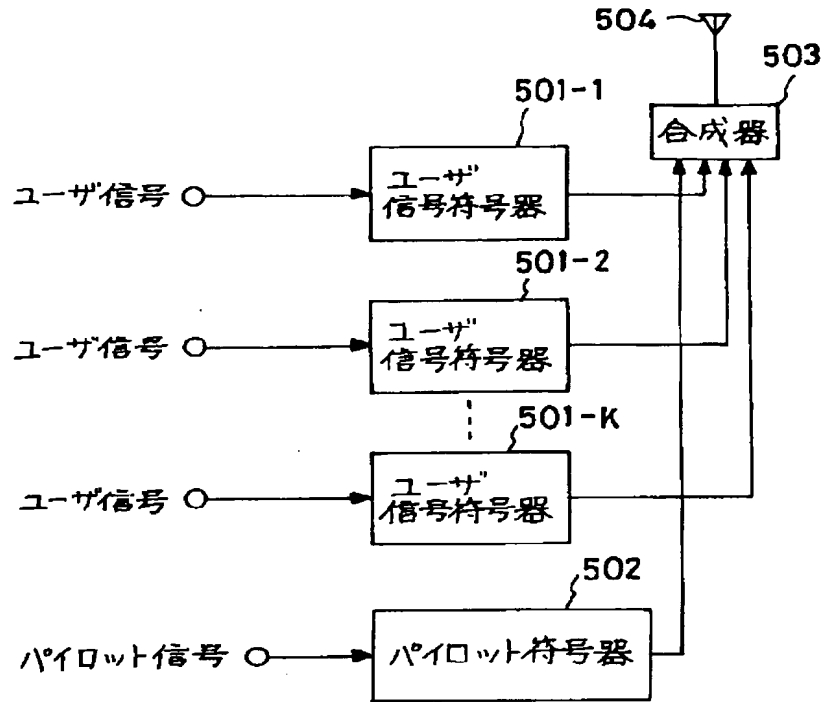 504
503
合成器
501-1
ユーザ信号
ユーザ
信号符号器
501-2
ユーザ信号
ユーザ
信号符号器
501-K
ユーザ信号
ユーザ
信号符号器
502
パイロット信号
パイロット符号器